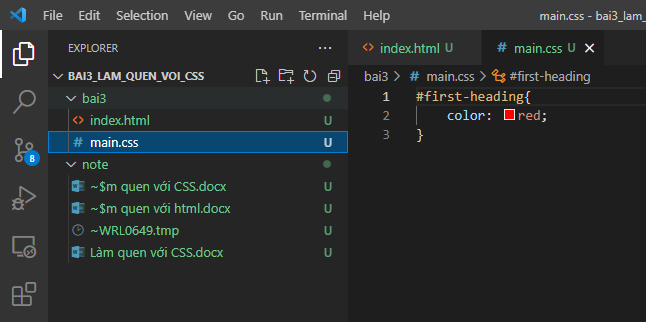 File Edit Selection View Go Run Terminal Help main.css - bai3_lam_
EXPLORER ...
index.html U
main.css U
BAI3_LAM_QUEN_VOI_CSS
bai3 > main.css > #first-heading
bai3
1 #first-heading{
index.html U
2 color: red;
main.css U
3 }
note
8
~$m quen với CSS.docx U
~$m quen với html.docx U
~WRL0649.tmp U
Làm quen với CSS.docx U